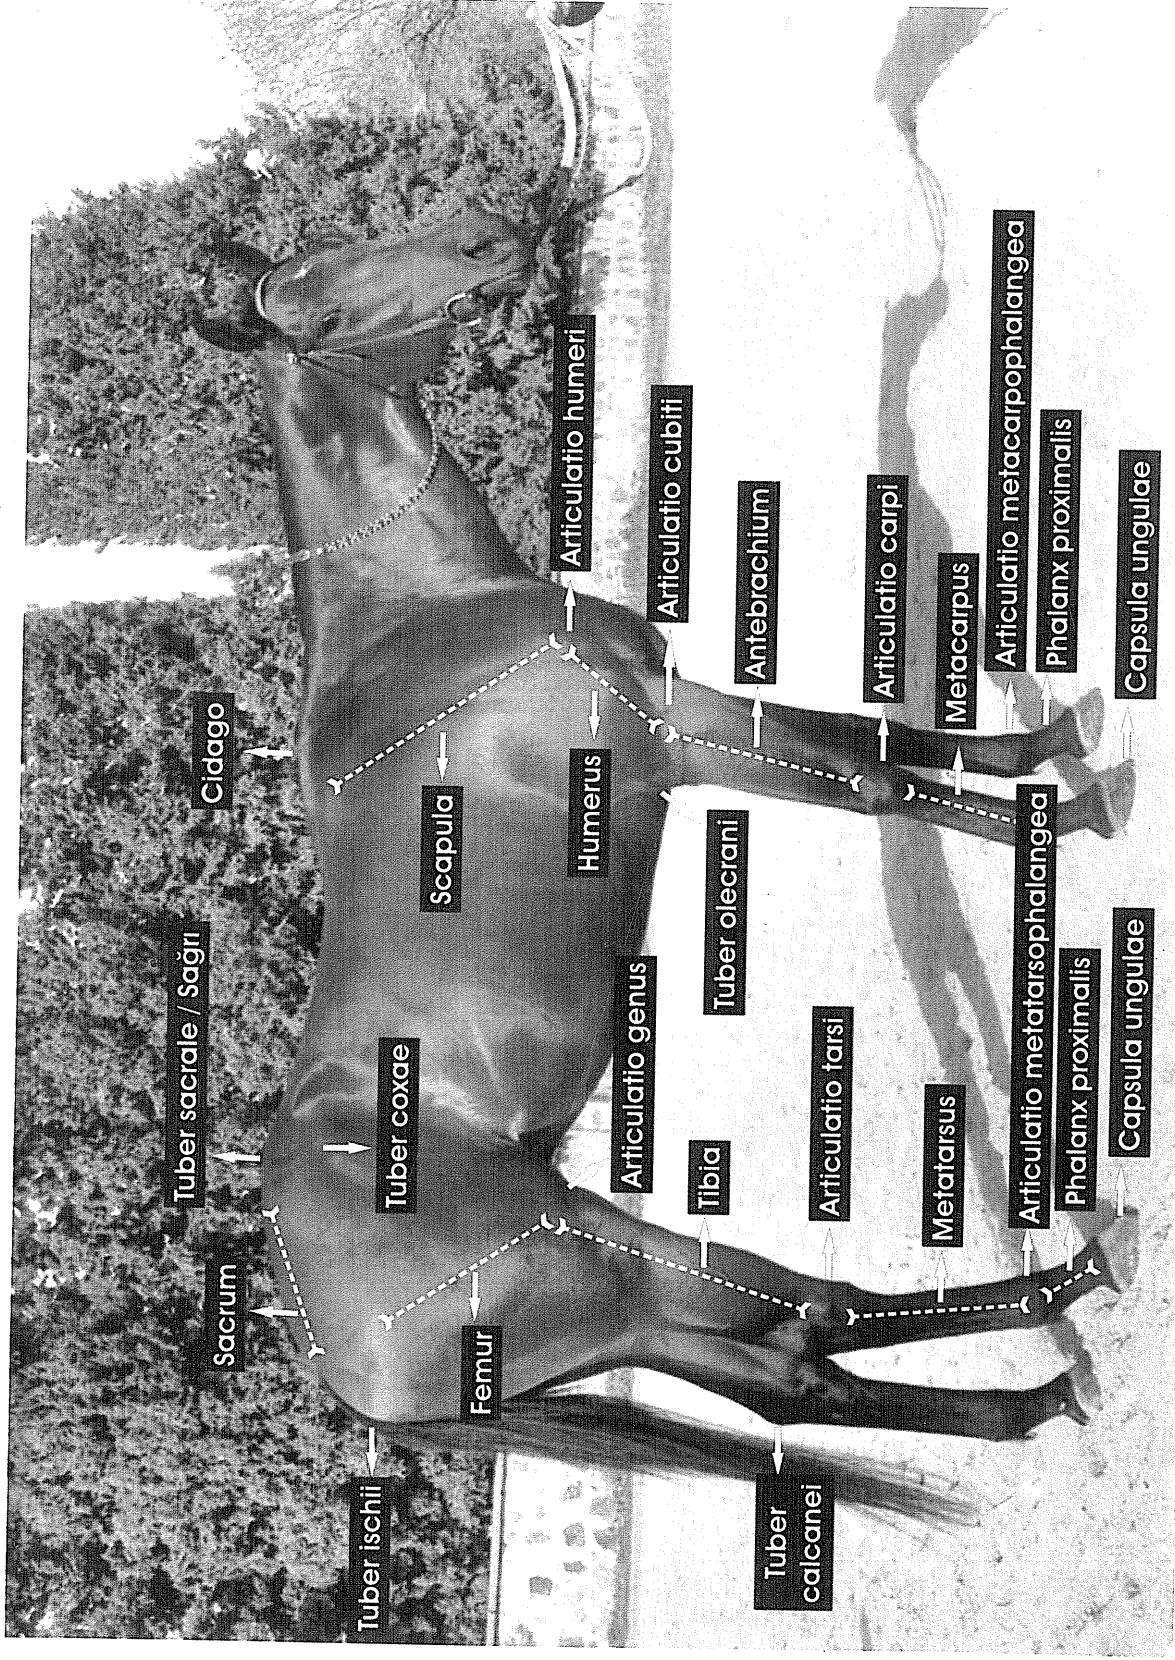 Tuber ischii
Sacrum
Tuber sacrale / Sağrı
Cidago
Tuber coxae
Femur
Scapula
Humerus
Articulatio humeri
Articulatio genus
Articulatio cubiti
Tuber olecrani
Tibia
Antebrachium
Tuber
calcanei
Articulatio tarsi
Articulatio carpi
Metatarsus
Metacarpus
Articulatio metatarsophalangea
Articulatio metacarpophalangea
Phalanx proximalis
Phalanx proximalis
Capsula ungulae
Capsula ungulae